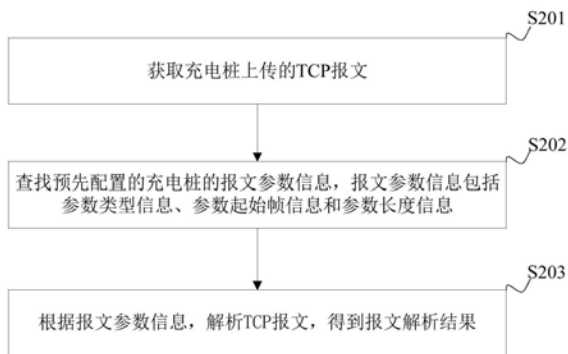 S201
获取充电桩上传的TCP报文
S202
查找预先配置的充电桩的报文参数信息，报文参数信息包括
参数类型信息、参数起始帧信息和参数长度信息
S203
根据报文参数信息，解析TCP报文，得到报文解析结果